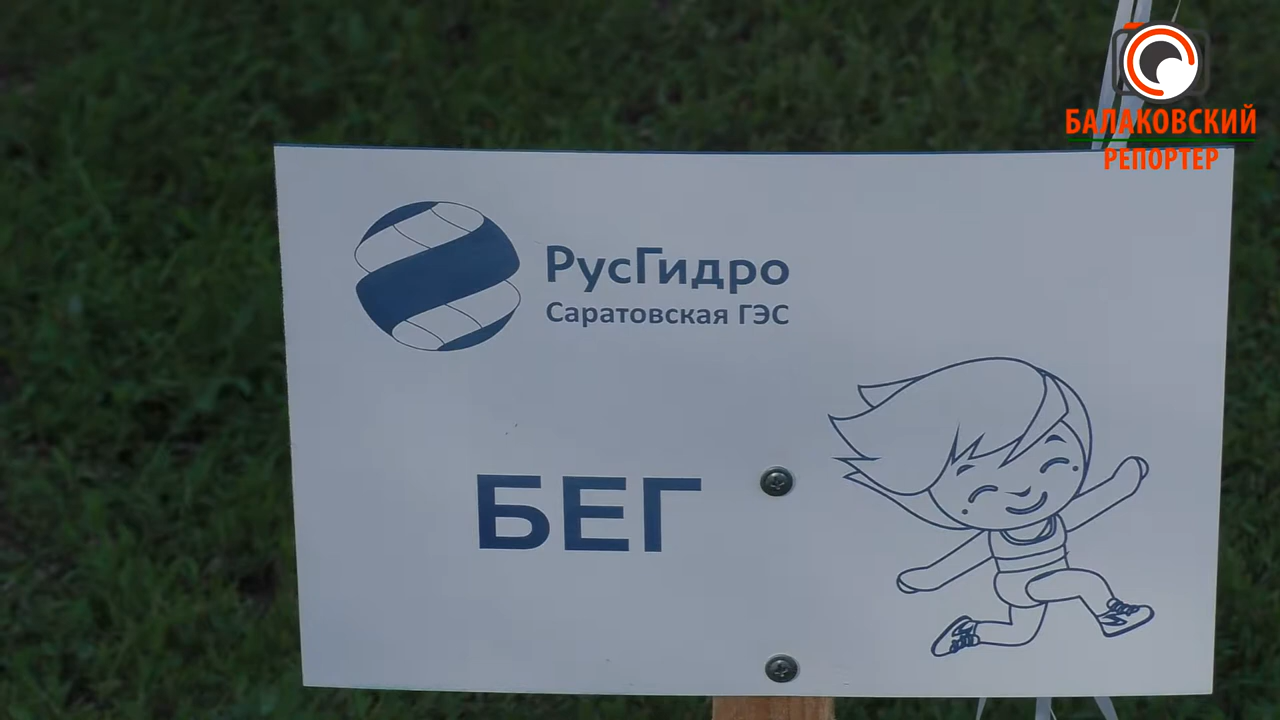 БАЛАКОВСКИЙ
РЕПОРТЕР
РусГидро
Саратовская ГЭС
БЕГ